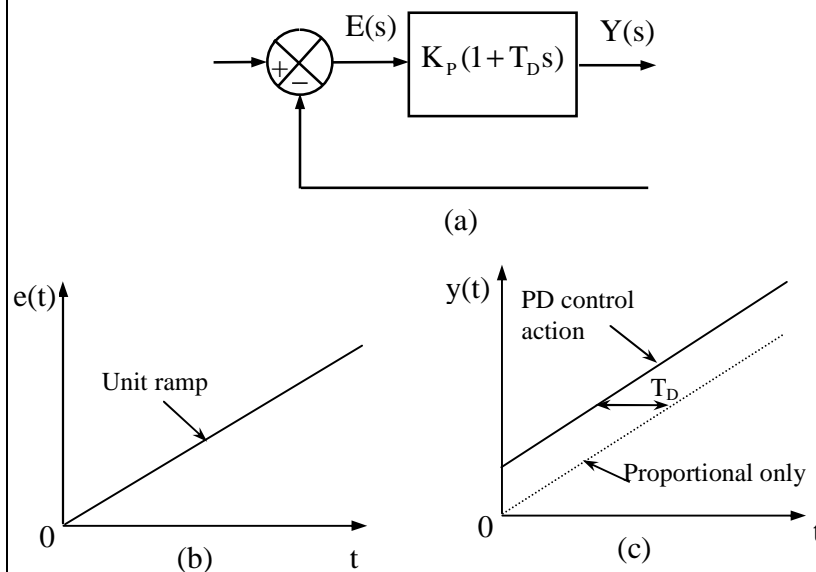 E(s)
Y(s)
+
−
K_P(1+T_Ds)
(a)
e(t)
Unit ramp
0
(b)
t
y(t)
PD control
action
T_D
Proportional only
0
(c)
t